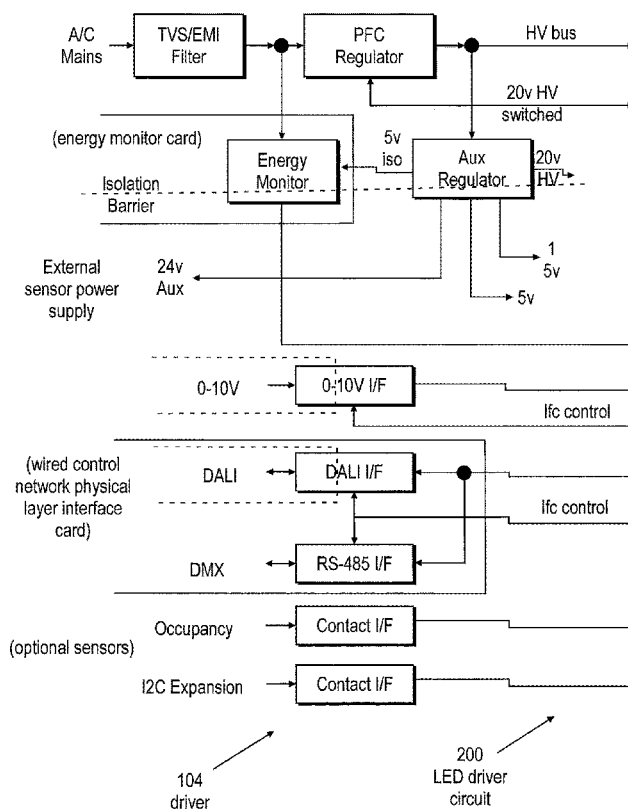 A/C
Mains
TVS/EMI
Filter
PFC
Regulator
HV bus
20v HV
switched
(energy monitor card)
Energy
Monitor
5v
iso
Aux
Regulator
20v
HV
Isolation
Barrier
External
sensor power
supply
24v
Aux
1
5v
5v
0-10V
0-10V I/F
Ifc control
(wired control
network physical
layer interface
card)
DALI
DALI I/F
Ifc control
DMX
RS-485 I/F
(optional sensors)
Occupancy
Contact I/F
I2C Expansion
Contact I/F
104
driver
200
LED driver
circuit